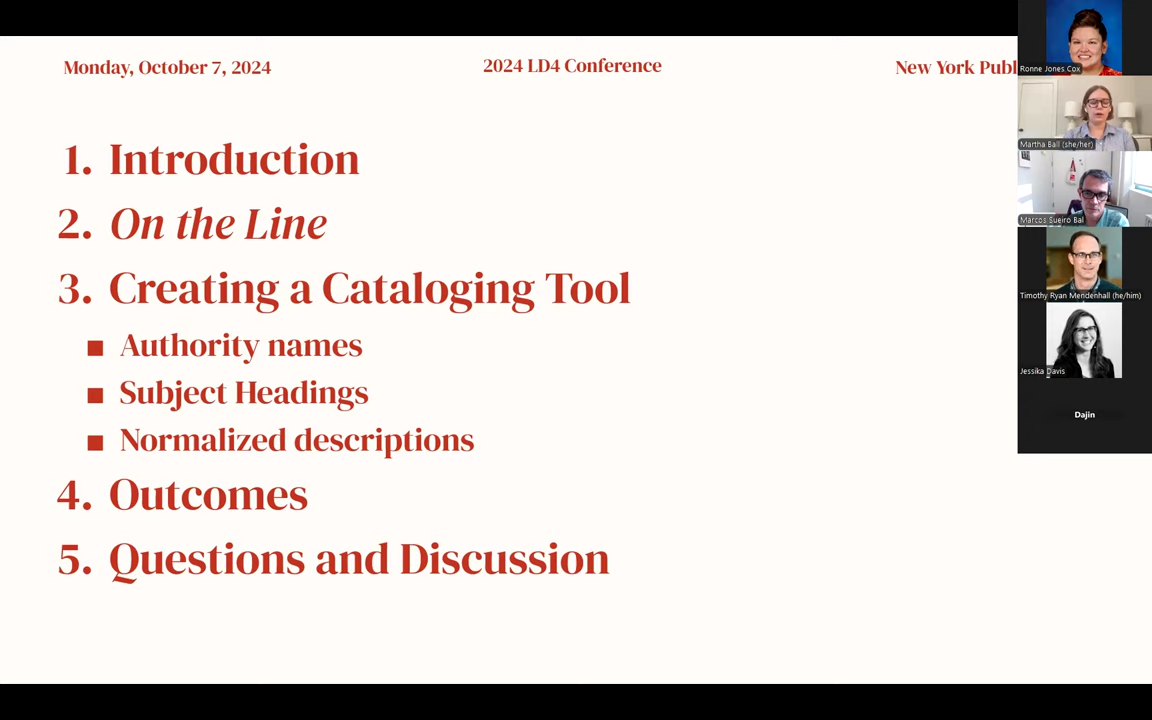 Monday, October 7, 2024
2024 LD4 Conference
New York Publ
1. Introduction
2. On the Line
3. Creating a Cataloging Tool
■ Authority names
■ Subject Headings
■ Normalized descriptions
4. Outcomes
5. Questions and Discussion
Ronne Jones Cox
Martha Ball (she/her)
Marcos Sueiro Bal
Timothy Ryan Mendenhall (he/him)
Jessika Davis
Dajin